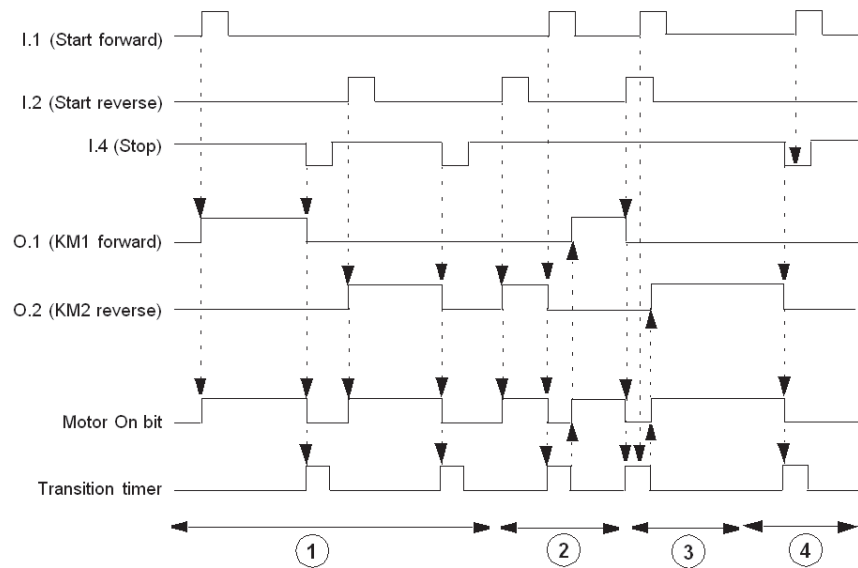 I.1 (Start forward)
I.2 (Start reverse)
I.4 (Stop)
O.1 (KM1 forward)
O.2 (KM2 reverse)
Motor On bit
Transition timer
1
2
3
4